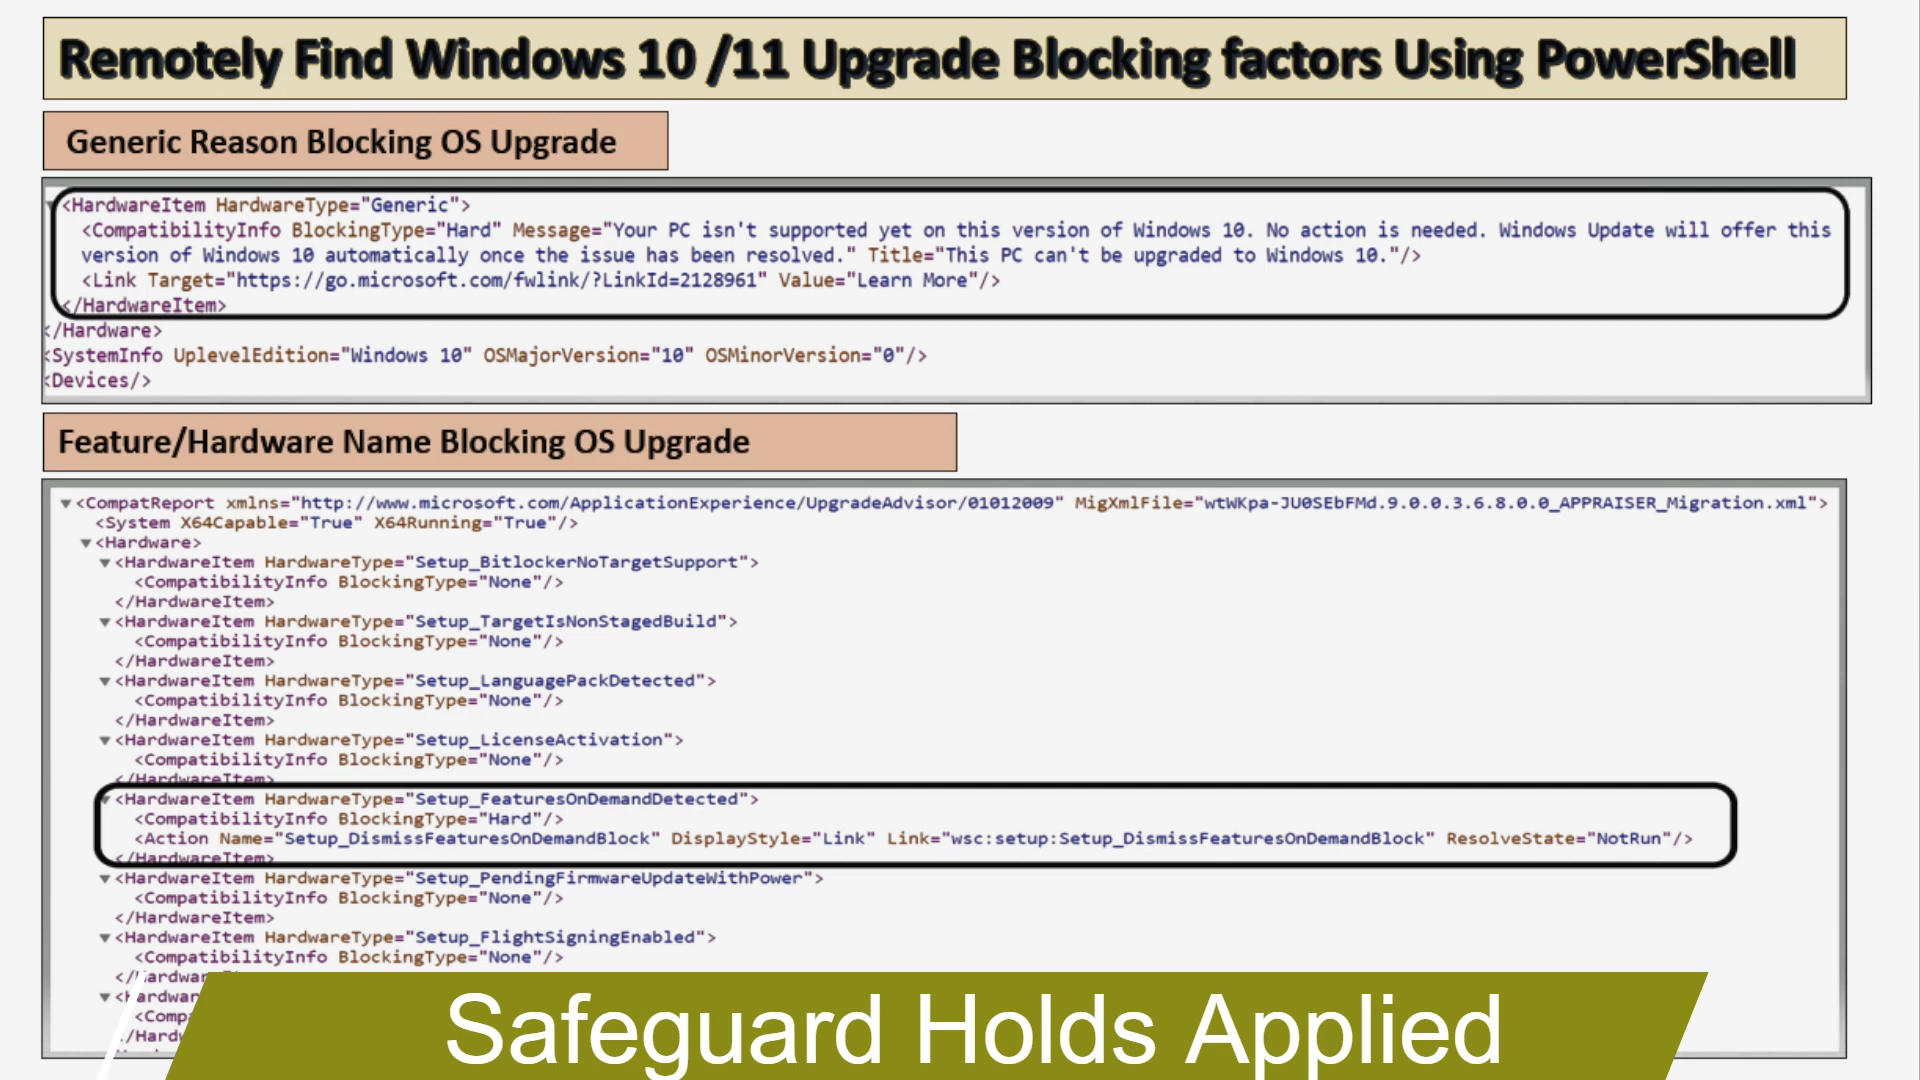 Remotely Find Windows 10 /11 Upgrade Blocking factors Using PowerShell
Generic Reason Blocking OS Upgrade
<HardwareItem HardwareType="Generic">
<CompatibilityInfo BlockingType="Hard" Message="Your PC isn't supported yet on this version of Windows 10. No action is needed. Windows Update will offer this
version of Windows 10 automatically once the issue has been resolved." Title="This PC can't be upgraded to Windows 10."/>
<Link Target="https://go.microsoft.com/fwlink/?LinkId=2128961" Value="Learn More"/>
</HardwareItem>
</Hardware>
<SystemInfo UplevelEdition="Windows 10" OSMajorVersion="10" OSMinorVersion="0"/>
<Devices/>
Feature/Hardware Name Blocking OS Upgrade
<CompatReport xmlns="http://www.microsoft.com/ApplicationExperience/UpgradeAdvisor/01012009" MigXmlFile="wtWKpa-JU0SEbFMd.9.0.0.3.6.8.0.0_APPRAISER_Migration.xml">
<System X64Capable="True" X64Running="True"/>
<Hardware>
<HardwareItem HardwareType="Setup_BitlockerNoTargetSupport">
<CompatibilityInfo BlockingType="None"/>
</HardwareItem>
<HardwareItem HardwareType="Setup_TargetIsNonStagedBuild">
<CompatibilityInfo BlockingType="None"/>
</HardwareItem>
<HardwareItem HardwareType="Setup_LanguagePackDetected">
<CompatibilityInfo BlockingType="None"/>
</HardwareItem>
<HardwareItem HardwareType="Setup_LicenseActivation">
<CompatibilityInfo BlockingType="None"/>
</HardwareItem>
<HardwareItem HardwareType="Setup_FeaturesOnDemandDetected">
<CompatibilityInfo BlockingType="Hard"/>
<Action Name="Setup_DismissFeaturesOnDemandBlock" DisplayStyle="Link" Link="wsc:setup:Setup_DismissFeaturesOnDemandBlock" ResolveState="NotRun"/>
</HardwareItem>
<HardwareItem HardwareType="Setup_PendingFirmwareUpdateWithPower">
<CompatibilityInfo BlockingType="None"/>
</HardwareItem>
<HardwareItem HardwareType="Setup_FlightSigningEnabled">
<CompatibilityInfo BlockingType="None"/>
Safeguard Holds Applied